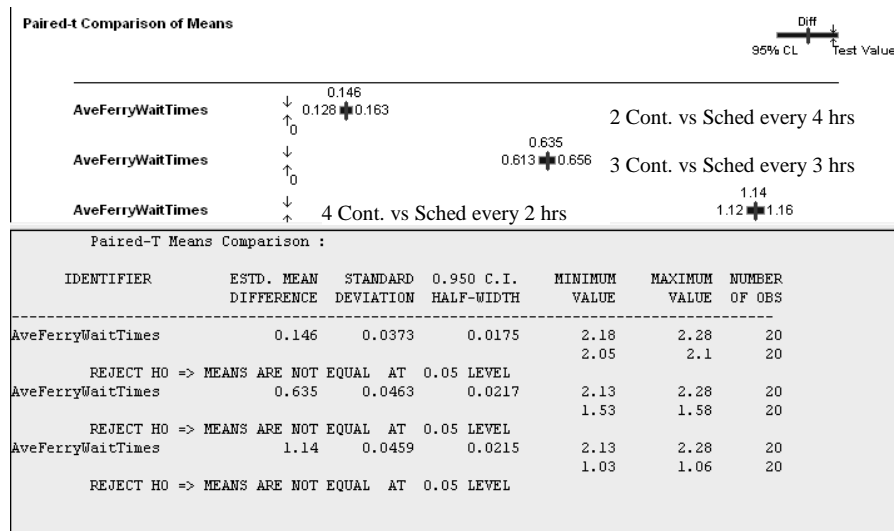 Paired-t Comparison of Means
Diff
95% CL Test Value
0.146
AveFerryWaitTimes 0.128 0.163
0
2 Cont. vs Sched every 4 hrs
0.635
AveFerryWaitTimes 0.613 0.656
0
3 Cont. vs Sched every 3 hrs
1.14
AveFerryWaitTimes 4 Cont. vs Sched every 2 hrs 1.12 1.16
Paired-T Means Comparison :
IDENTIFIER ESTD. MEAN STANDARD 0.950 C.I. MINIMUM MAXIMUM NUMBER
DIFFERENCE DEVIATION HALF-WIDTH VALUE VALUE OF OBS
AveFerryWaitTimes 0.146 0.0373 0.0175 2.18 2.28 20
2.05 2.1 20
REJECT H0 => MEANS ARE NOT EQUAL AT 0.05 LEVEL
AveFerryWaitTimes 0.635 0.0463 0.0217 2.13 2.28 20
1.53 1.58 20
REJECT H0 => MEANS ARE NOT EQUAL AT 0.05 LEVEL
AveFerryWaitTimes 1.14 0.0459 0.0215 2.13 2.28 20
1.03 1.06 20
REJECT H0 => MEANS ARE NOT EQUAL AT 0.05 LEVEL